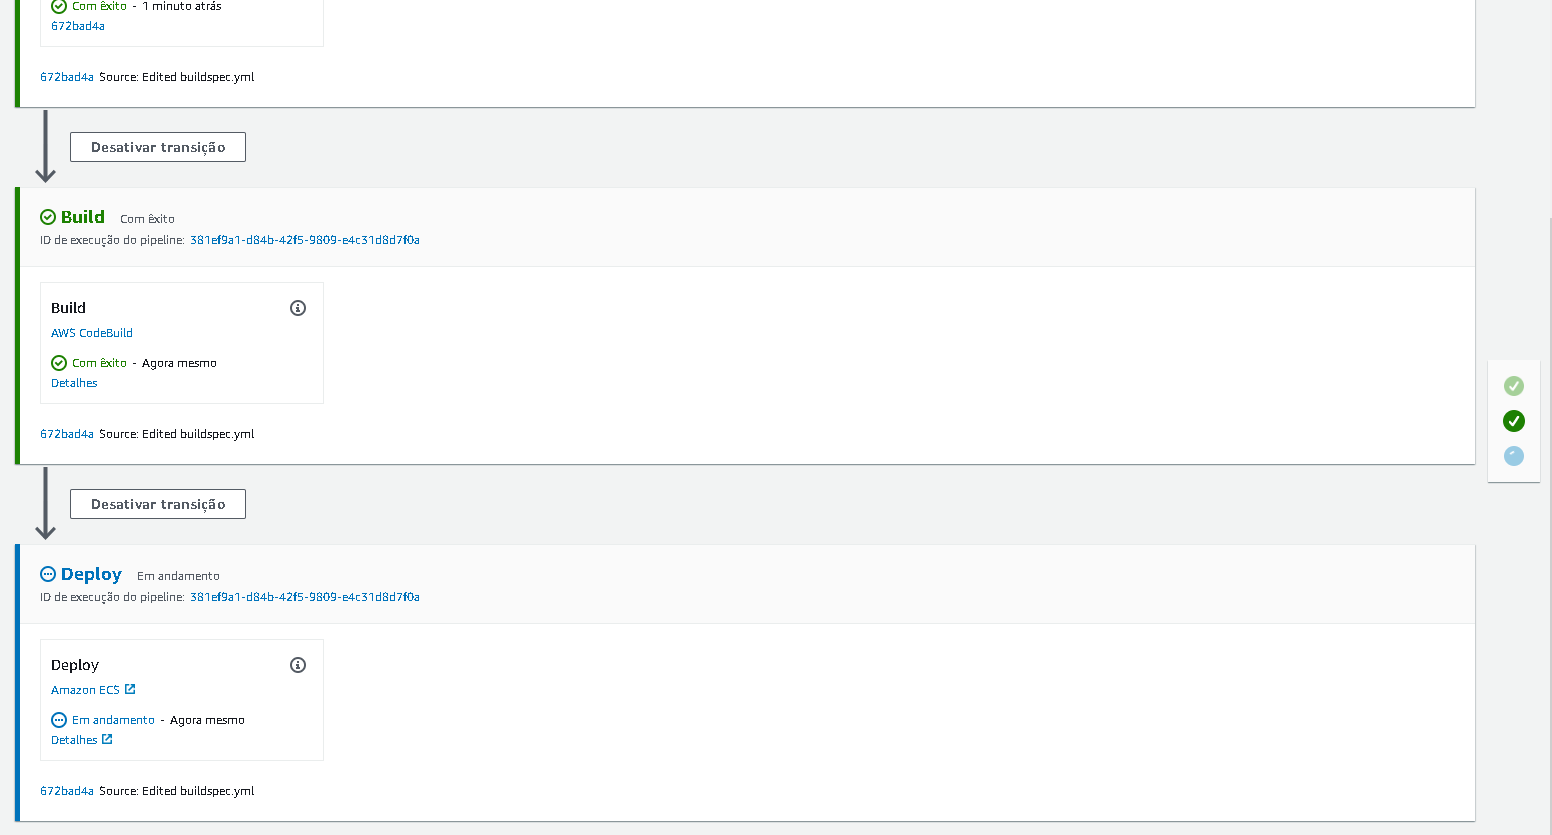 Com êxito - 1 minuto atrás
672bad4a
672bad4a Source: Edited buildspec.yml
Desativar transição
Build Com êxito
ID de execução do pipeline: 381ef9a1-d84b-42f5-9809-e4c31d8d7f0a
Build
AWS CodeBuild
Com êxito - Agora mesmo
Detalhes
672bad4a Source: Edited buildspec.yml
Desativar transição
Deploy Em andamento
ID de execução do pipeline: 381ef9a1-d84b-42f5-9809-e4c31d8d7f0a
Deploy
Amazon ECS
Em andamento - Agora mesmo
Detalhes
672bad4a Source: Edited buildspec.yml